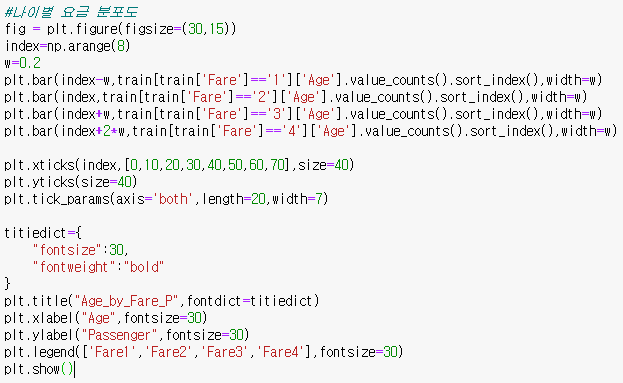 #나이별 요금 분포도
fig = plt.figure(figsize=(30,15))
index=np.arange(8)
w=0.2
plt.bar(index-w,train[train['Fare']=='1']['Age'].value_counts().sort_index(),width=w)
plt.bar(index,train[train['Fare']=='2']['Age'].value_counts().sort_index(),width=w)
plt.bar(index+w,train[train['Fare']=='3']['Age'].value_counts().sort_index(),width=w)
plt.bar(index+2*w,train[train['Fare']=='4']['Age'].value_counts().sort_index(),width=w)
plt.xticks(index,[0,10,20,30,40,50,60,70],size=40)
plt.yticks(size=40)
plt.tick_params(axis='both',length=20,width=7)
titiedict={
"fontsize":30,
"fontweight":"bold"
}
plt.title("Age_by_Fare_P",fontdict=titiedict)
plt.xlabel("Age",fontsize=30)
plt.ylabel("Passenger",fontsize=30)
plt.legend(['Fare1','Fare2','Fare3','Fare4'],fontsize=30)
plt.show()